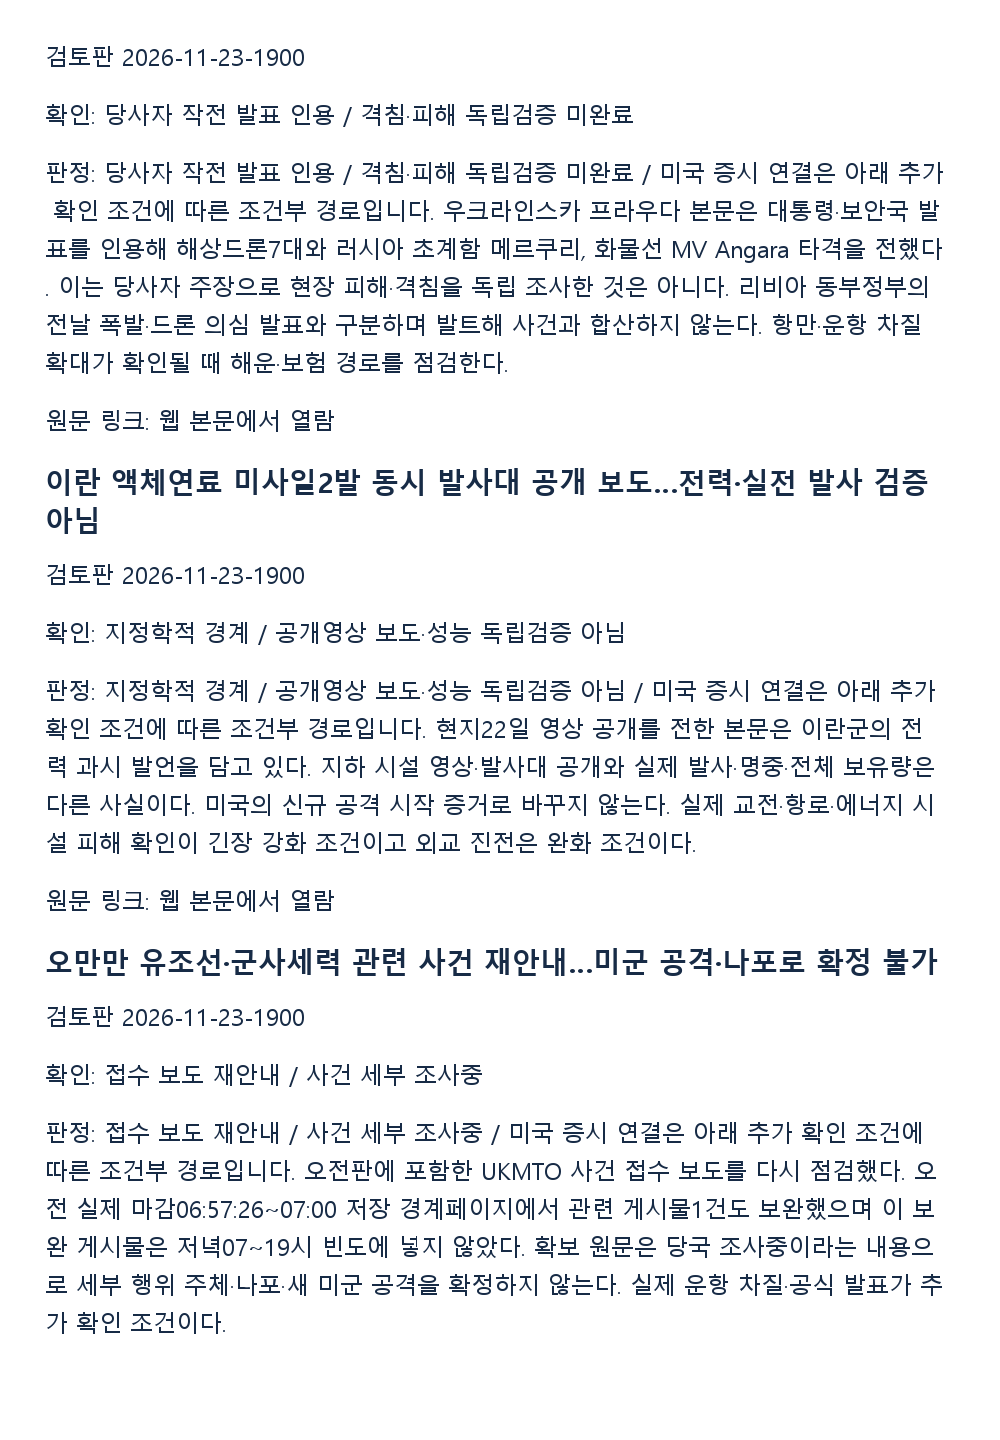 검토판 2026-11-23-1900
확인: 당사자 작전 발표 인용 / 격침·피해 독립검증 미완료
판정: 당사자 작전 발표 인용 / 격침·피해 독립검증 미완료 / 미국 증시 연결은 아래 추가
확인 조건에 따른 조건부 경로입니다. 우크라인스카 프라우다 본문은 대통령·보안국 발
표를 인용해 해상드론7대와 러시아 초계함 메르쿠리, 화물선 MV Angara 타격을 전했다
. 이는 당사자 주장으로 현장 피해·격침을 독립 조사한 것은 아니다. 리비아 동부정부의
전날 폭발·드론 의심 발표와 구분하며 발트해 사건과 합산하지 않는다. 항만·운항 차질
확대가 확인될 때 해운·보험 경로를 점검한다.
원문 링크: 웹 본문에서 열람
이란 액체연료 미사일2발 동시 발사대 공개 보도...전력·실전 발사 검증
아님
검토판 2026-11-23-1900
확인: 지정학적 경계 / 공개영상 보도·성능 독립검증 아님
판정: 지정학적 경계 / 공개영상 보도·성능 독립검증 아님 / 미국 증시 연결은 아래 추가
확인 조건에 따른 조건부 경로입니다. 현지22일 영상 공개를 전한 본문은 이란군의 전
력 과시 발언을 담고 있다. 지하 시설 영상·발사대 공개와 실제 발사·명중·전체 보유량은
다른 사실이다. 미국의 신규 공격 시작 증거로 바꾸지 않는다. 실제 교전·항로·에너지 시
설 피해 확인이 긴장 강화 조건이고 외교 진전은 완화 조건이다.
원문 링크: 웹 본문에서 열람
오만만 유조선·군사세력 관련 사건 재안내...미군 공격·나포로 확정 불가
검토판 2026-11-23-1900
확인: 접수 보도 재안내 / 사건 세부 조사중
판정: 접수 보도 재안내 / 사건 세부 조사중 / 미국 증시 연결은 아래 추가 확인 조건에
따른 조건부 경로입니다. 오전판에 포함한 UKMTO 사건 접수 보도를 다시 점검했다. 오
전 실제 마감06:57:26~07:00 저장 경계페이지에서 관련 게시물1건도 보완했으며 이 보
완 게시물은 저녁07~19시 빈도에 넣지 않았다. 확보 원문은 당국 조사중이라는 내용으
로 세부 행위 주체·나포·새 미군 공격을 확정하지 않는다. 실제 운항 차질·공식 발표가 추
가 확인 조건이다.